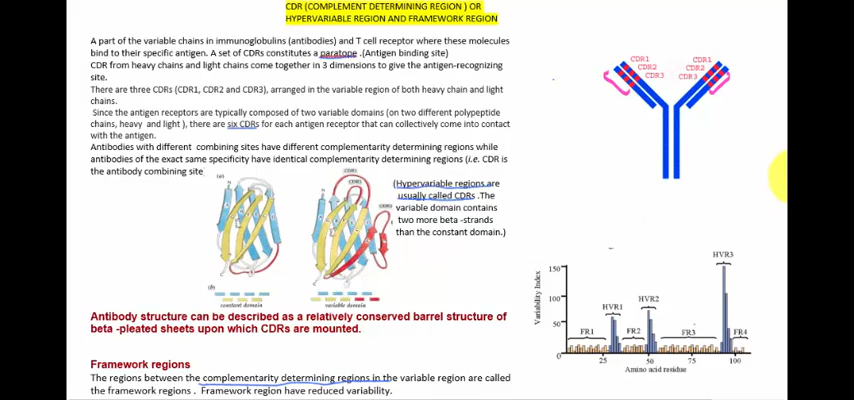 CDR (COMPLEMENT DETERMINING REGION ) OR
HYPERVARIABLE REGION AND FRAMEWORK REGION
A part of the variable chains in immunoglobulins (antibodies) and T cell receptor where these molecules
bind to their specific antigen. A set of CDRs constitutes a paratope .(Antigen binding site)
CDR from heavy chains and light chains come together in 3 dimensions to give the antigen-recognizing
site.
There are three CDRs (CDR1, CDR2 and CDR3), arranged in the variable region of both heavy chain and light
chains.
Since the antigen receptors are typically composed of two variable domains (on two different polypeptide
chains, heavy and light ), there are six CDRs for each antigen receptor that can collectively come into contact
with the antigen.
Antibodies with different combining sites have different complementarity determining regions while
antibodies of the exact same specificity have identical complementarity determining regions (i.e. CDR is
the antibody combining site
(a)
CDR1
(Hypervariable regions are
usually called CDRs .The
variable domain contains
two more beta -strands
than the constant domain.)
(b)
constant domain
variable domain
Antibody structure can be described as a relatively conserved barrel structure of
beta -pleated sheets upon which CDRs are mounted.
Framework regions
The regions between the complementarity determining regions in the variable region are called
the framework regions . Framework region have reduced variability.
CDR1 CDR1
CDR2 CDR2
CDR3 CDR3
Variability Index
150
100
50
0
HVR1
HVR2
HVR3
FR1
FR2
FR3
FR4
25 50 75 100
Amino acid residue